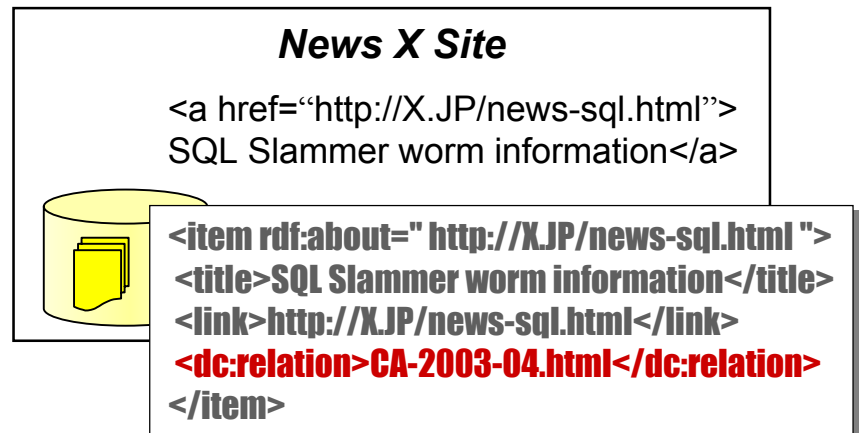 News X Site
<a href=“http://X.JP/news-sql.html”>
SQL Slammer worm information</a>
<item rdf:about=" http://X.JP/news-sql.html ">
<title>SQL Slammer worm information</title>
<link>http://X.JP/news-sql.html</link>
<dc:relation>CA-2003-04.html</dc:relation>
</item>